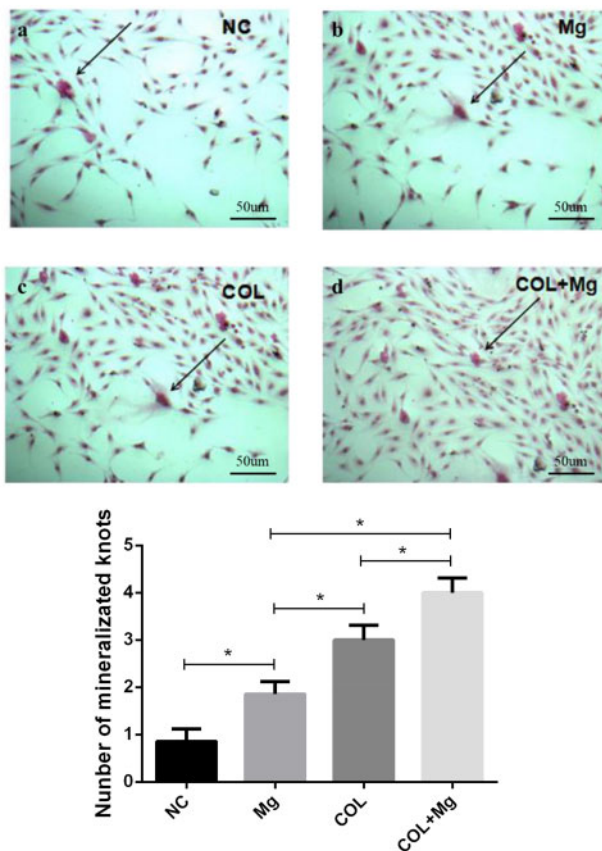 a
NC
50um
b
Mg
50um
c
COL
50um
d
COL+Mg
50um
*
*
*
*
Nunber of mineralizated knots
5
4
3
2
1
0
NC
Mg
COL
COL+Mg